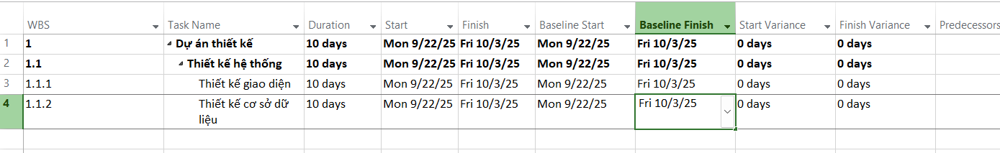 WBS Task Name Duration Start Finish Baseline Start Baseline Finish Start Variance Finish Variance Predecessors
1 1 Dự án thiết kế 10 days Mon 9/22/25 Fri 10/3/25 Mon 9/22/25 Fri 10/3/25 0 days 0 days
2 1.1 Thiết kế hệ thống 10 days Mon 9/22/25 Fri 10/3/25 Mon 9/22/25 Fri 10/3/25 0 days 0 days
3 1.1.1 Thiết kế giao diện 10 days Mon 9/22/25 Fri 10/3/25 Mon 9/22/25 Fri 10/3/25 0 days 0 days
4 1.1.2 Thiết kế cơ sở dữ 10 days Mon 9/22/25 Fri 10/3/25 Mon 9/22/25 Fri 10/3/25 0 days 0 days
liệu